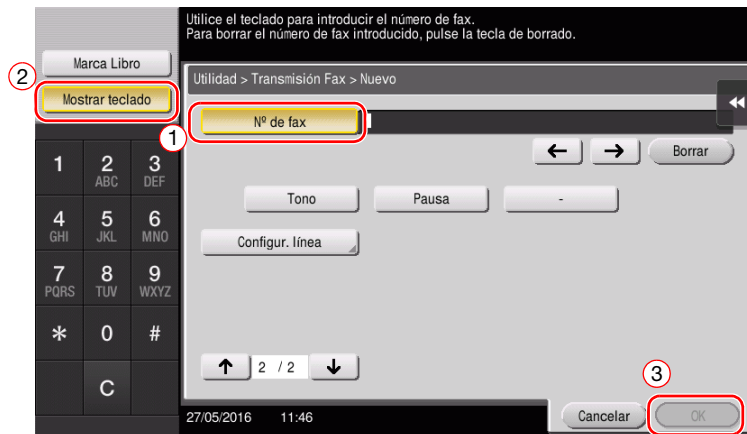 Utilice el teclado para introducir el número de fax.
Para borrar el número de fax introducido, pulse la tecla de borrado.
Marca Libro
2
Mostrar teclado
Utilidad > Transmisión Fax > Nuevo
1
Nº de fax
← → Borrar
Tono Pausa -
Configur. línea
1 2 3
ABC DEF
4 5 6
GHI JKL MNO
7 8 9
PQRS TUV WXYZ
* 0 #
C
↑ 2 / 2 ↓
3
27/05/2016 11:46
Cancelar OK